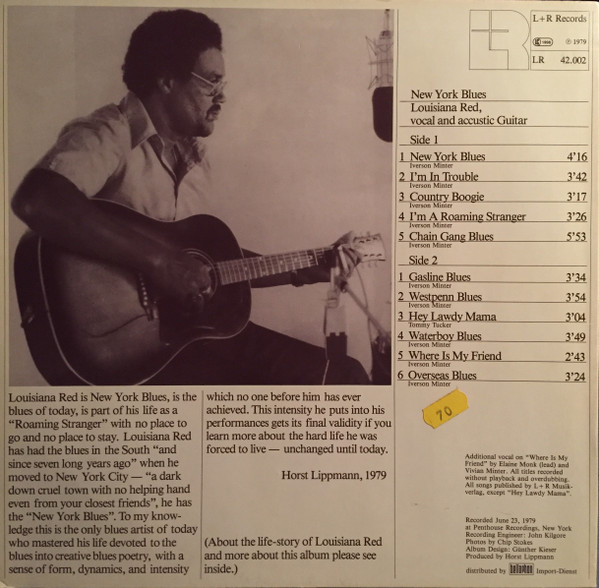 L+R Records
℗ 1979
LR 42.002
New York Blues
Louisiana Red,
vocal and accustic Guitar
Side 1
1 New York Blues 4'16
Iverson Minter
2 I'm In Trouble 3'42
Iverson Minter
3 Country Boogie 3'17
Iverson Minter
4 I'm A Roaming Stranger 3'26
Iverson Minter
5 Chain Gang Blues 5'53
Iverson Minter
Side 2
1 Gasline Blues 3'34
Iverson Minter
2 Westpenn Blues 3'54
Iverson Minter
3 Hey Lawdy Mama 3'04
Tommy Tucker
4 Waterboy Blues 3'49
Iverson Minter
5 Where Is My Friend 2'43
Iverson Minter
6 Overseas Blues 3'24
Iverson Minter
70
Louisiana Red is New York Blues, is the
blues of today, is part of his life as a
“Roaming Stranger” with no place to
go and no place to stay. Louisiana Red
has had the blues in the South “and
since seven long years ago” when he
moved to New York City — “a dark
down cruel town with no helping hand
even from your closest friends”, he has
the “New York Blues”. To my know-
ledge this is the only blues artist of today
who mastered his life devoted to the
blues into creative blues poetry, with a
sense of form, dynamics, and intensity
which no one before him has ever
achieved. This intensity he puts into his
performances gets its final validity if you
learn more about the hard life he was
forced to live — unchanged until today.
Horst Lippmann, 1979
(About the life-story of Louisiana Red
and more about this album please see
inside.)
Additional vocal on “Where Is My
Friend” by Elaine Monk (lead) and
Vivian Minter. All titles recorded
without playback and overdubbing.
All songs published by L+R Musik-
verlag, except “Hey Lawdy Mama”.
Recorded June 23, 1979
at Penthouse Recordings, New York
Recording Engineer: John Kilgore
Photos by Chip Stokes
Album Design: Günther Kieser
Produced by Horst Lippmann
distributed by Import-Dienst